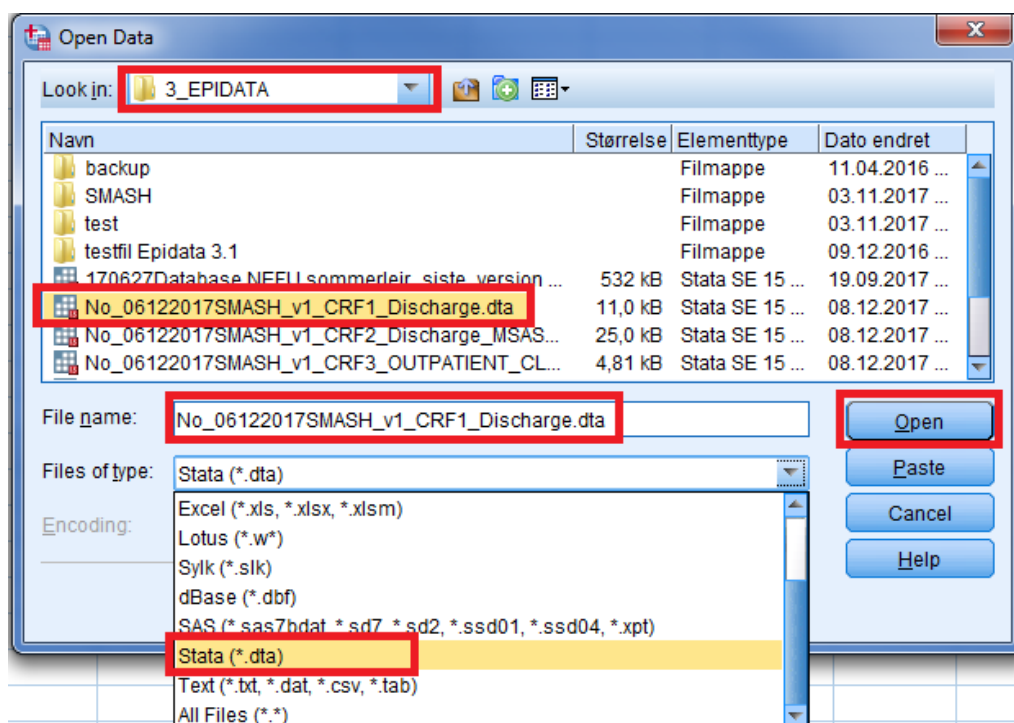 Open Data
Look in: 3_EPIDATA
Navn Størrelse Elementtype Dato endret
backup Filmappe 11.04.2016 ...
SMASH Filmappe 03.11.2017 ...
test Filmappe 03.11.2017 ...
testfil Epidata 3.1 Filmappe 09.12.2016 ...
170627Database NEFU sommerleir_siste_version ... 532 kB Stata SE 15 ... 19.09.2017 ...
No_06122017SMASH_v1_CRF1_Discharge.dta 11,0 kB Stata SE 15 ... 08.12.2017 ...
No_06122017SMASH_v1_CRF2_Discharge_MSAS... 25,0 kB Stata SE 15 ... 08.12.2017 ...
No_06122017SMASH_v1_CRF3_OUTPATIENT_CL... 4,81 kB Stata SE 15 ... 08.12.2017 ...
File name: No_06122017SMASH_v1_CRF1_Discharge.dta Open
Files of type: Stata (*.dta) Paste
Excel (*.xls, *.xlsx, *.xlsm)
Encoding: Cancel
Lotus (*.w*)
Sylk (*.slk) Help
dBase (*.dbf)
SAS (*.sas7bdat, *.sd7, *.sd2, *.ssd01, *.ssd04, *.xpt)
Stata (*.dta)
Text (*.txt, *.dat, *.csv, *.tab)
All Files (*.*)